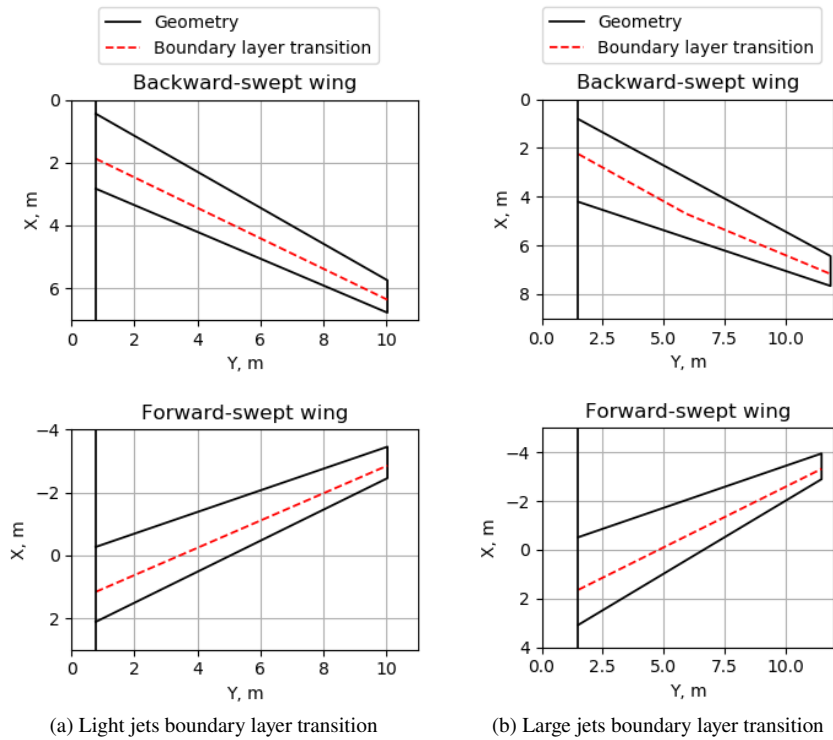 Geometry
Boundary layer transition
Backward-swept wing
0
2
4
6
X, m
0
2
4
6
8
10
Y, m
Forward-swept wing
−4
−2
0
2
X, m
0
2
4
6
8
10
Y, m
(a) Light jets boundary layer transition
Geometry
Boundary layer transition
Backward-swept wing
0
2
4
6
8
X, m
0.0
2.5
5.0
7.5
10.0
Y, m
Forward-swept wing
−4
−2
0
2
4
X, m
0.0
2.5
5.0
7.5
10.0
Y, m
(b) Large jets boundary layer transition